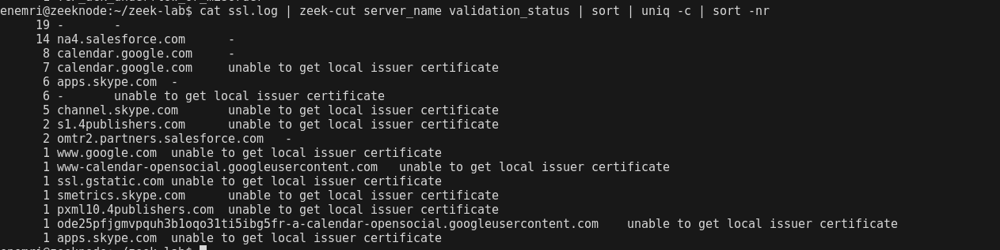 enemri@zeeknode:~/zeek-lab$ cat ssl.log | zeek-cut server_name validation_status | sort | uniq -c | sort -nr
     19 -       -
     14 na4.salesforce.com      -
      8 calendar.google.com     -
      7 calendar.google.com     unable to get local issuer certificate
      6 apps.skype.com  -
      6 -       unable to get local issuer certificate
      5 channel.skype.com       unable to get local issuer certificate
      2 s1.4publishers.com      unable to get local issuer certificate
      2 omtr2.partners.salesforce.com   -
      1 www.google.com  unable to get local issuer certificate
      1 www-calendar-opensocial.googleusercontent.com   unable to get local issuer certificate
      1 ssl.gstatic.com unable to get local issuer certificate
      1 smetrics.skype.com      unable to get local issuer certificate
      1 pxml10.4publishers.com  unable to get local issuer certificate
      1 ode25pfjgmvpquh3b1oqo31ti5ibg5fr-a-calendar-opensocial.googleusercontent.com    unable to get local issuer certificate
      1 apps.skype.com  unable to get local issuer certificate
enemri@zeeknode:~/zeek-lab$